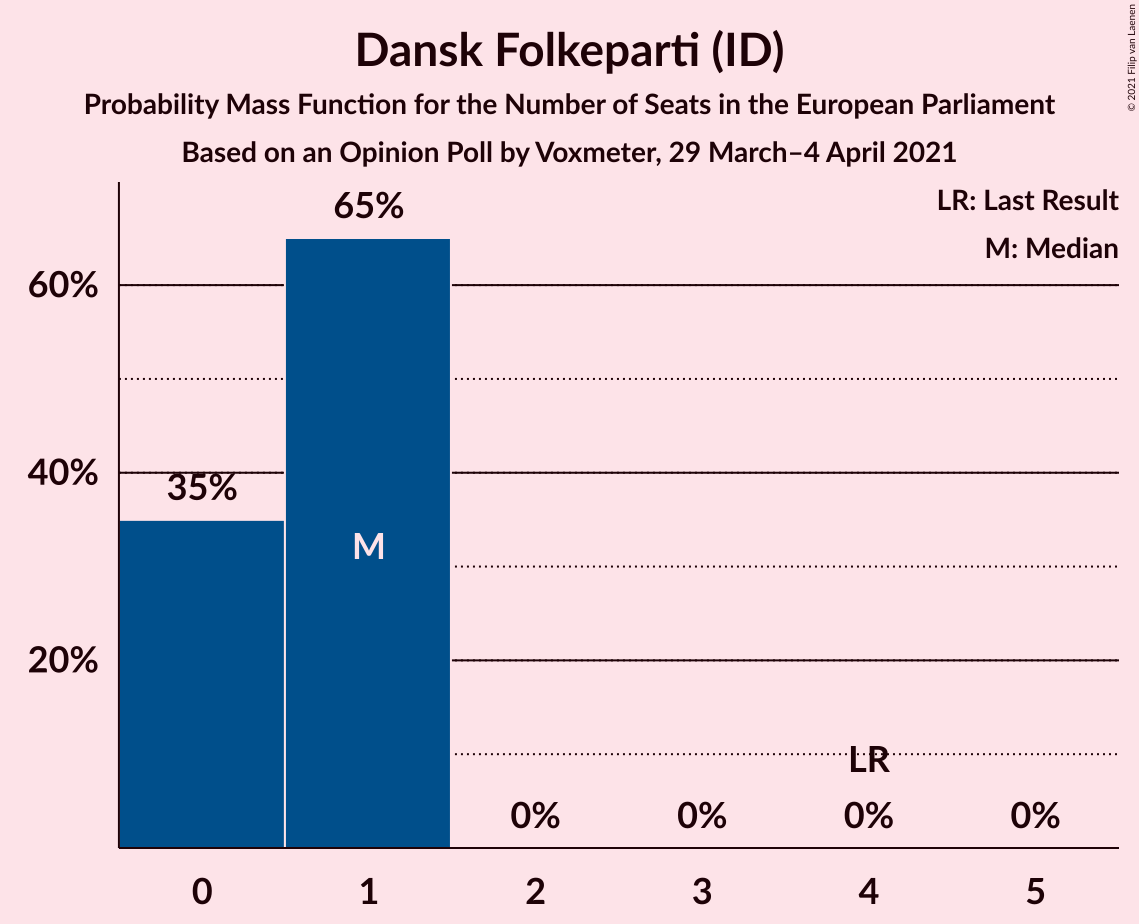 Dansk Folkeparti (ID)
Probability Mass Function for the Number of Seats in the European Parliament
Based on an Opinion Poll by Voxmeter, 29 March–4 April 2021
© 2021 Filip van Laenen
LR: Last Result
M: Median
65%
60%
40%
35%
M
20%
LR
0%
0%
0%
0%
0 1 2 3 4 5